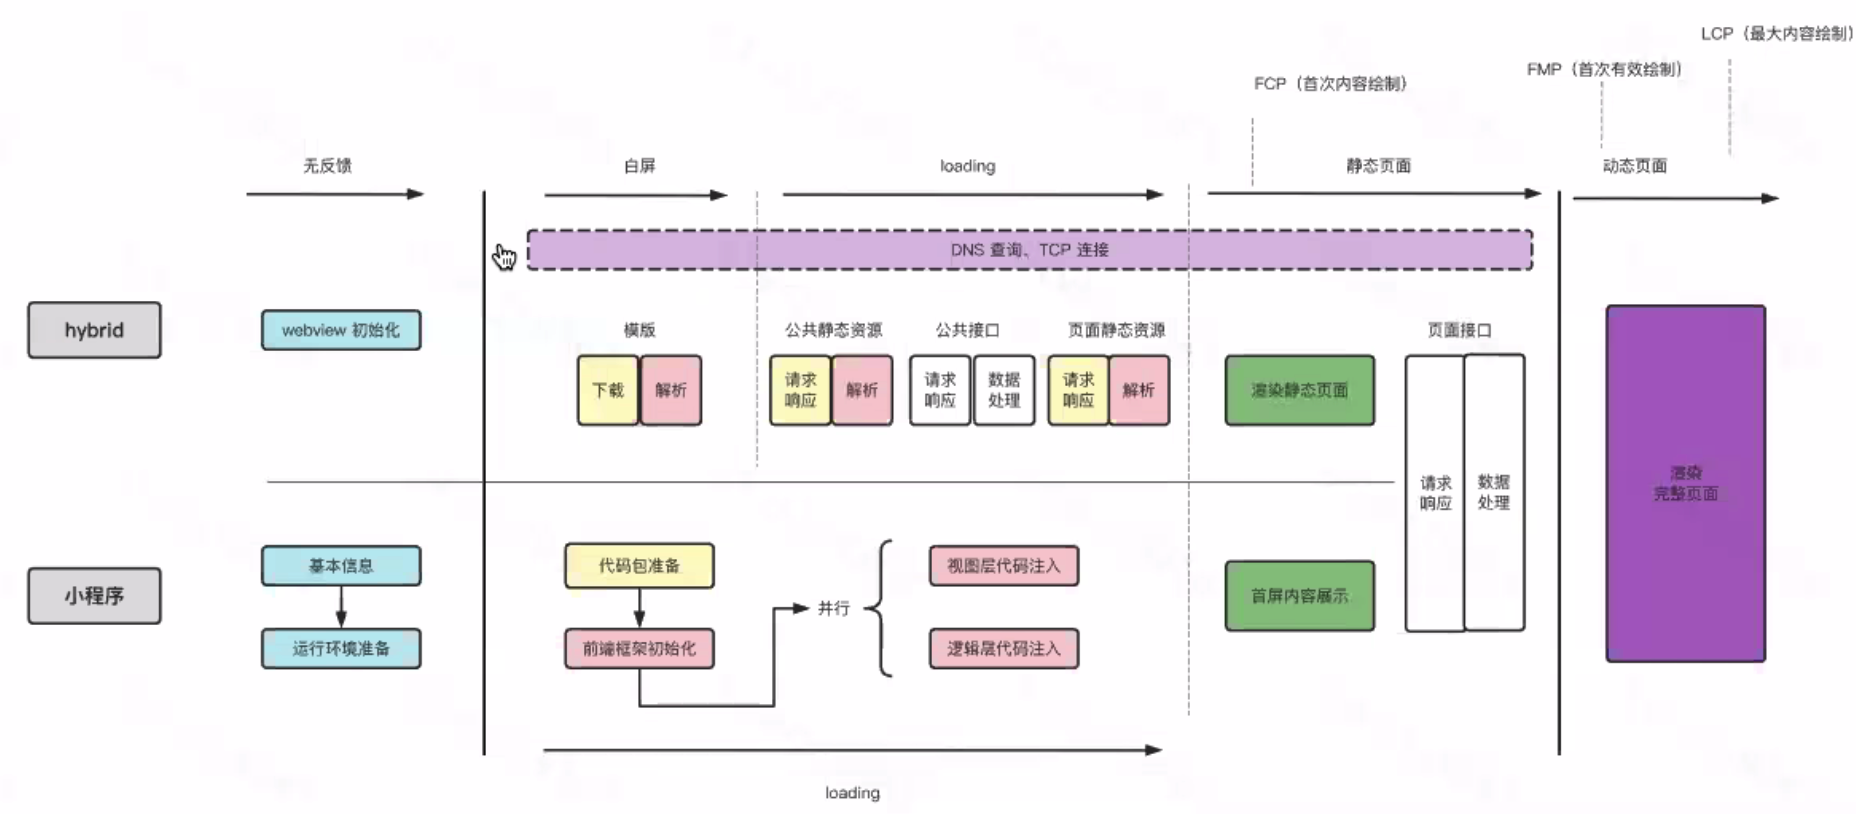 LCP（最大内容绘制）
FMP（首次有效绘制）
FCP（首次内容绘制）
无反馈
白屏
loading
静态页面
动态页面
DNS 查询、TCP 连接
hybrid
webview 初始化
模版
公共静态资源
公共接口
页面静态资源
页面接口
下载
解析
请求
响应
解析
请求
响应
数据
处理
请求
响应
解析
渲染静态页面
请求
响应
数据
处理
渲染
完整页面
小程序
基本信息
运行环境准备
代码包准备
前端框架初始化
并行
视图层代码注入
逻辑层代码注入
首屏内容展示
loading